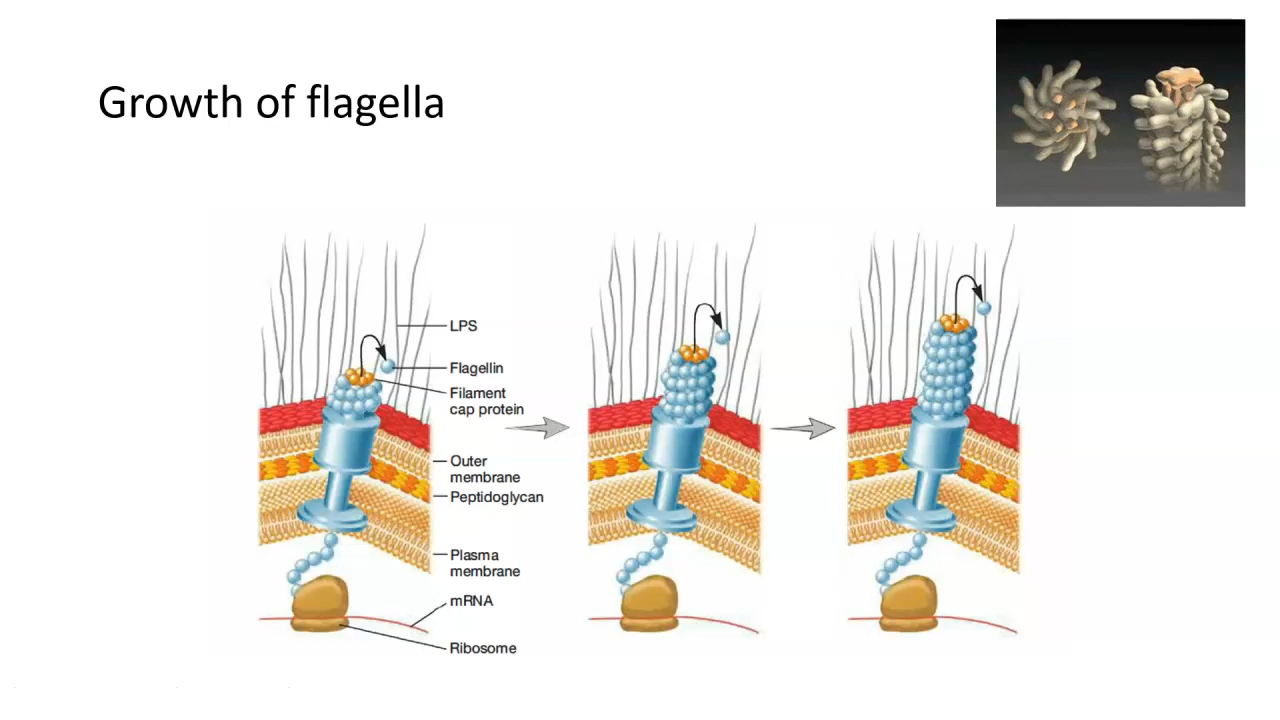 Growth of flagella
LPS
Flagellin
Filament
cap protein
Outer
membrane
Peptidoglycan
Plasma
membrane
mRNA
Ribosome